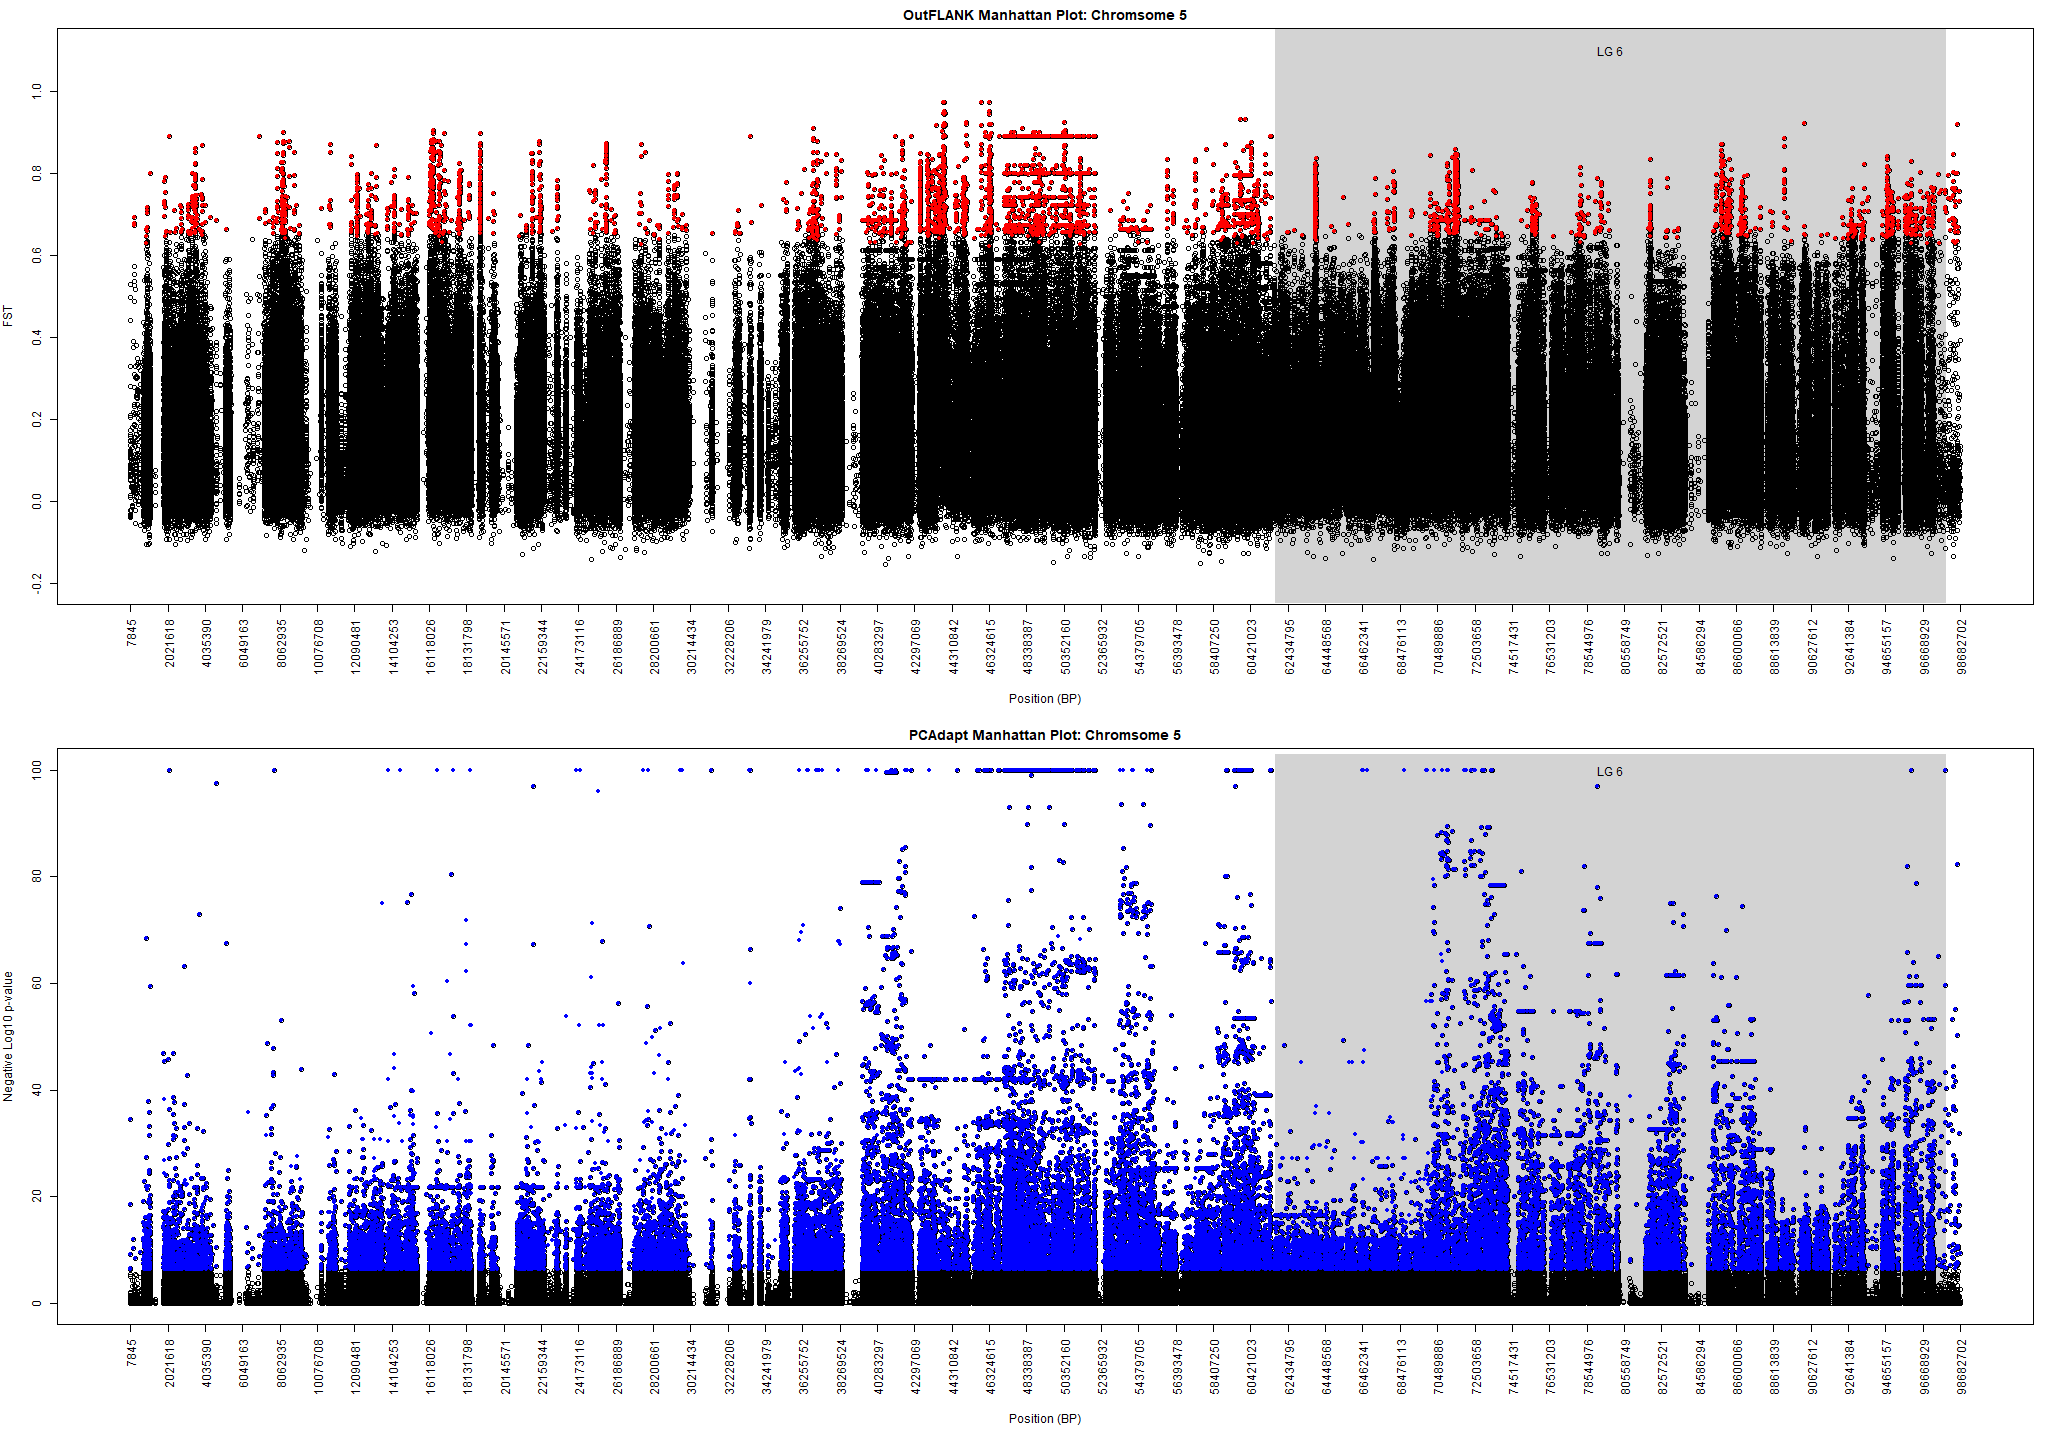 OutFLANK Manhattan Plot: Chromsome 5
LG 6
FST
1.0
0.8
0.6
0.4
0.2
0.0
-0.2
7845 2021618 4035390 6049163 8062935 10076708 12090481 14104253 16118026 18131798 20145571 22159344 24173116 26186889 28200661 30214434 32228206 34241979 36255752 38269524 40283297 42297069 44310842 46324615 48338387 50352160 52365932 54379705 56393478 58407250 60421023 62434795 64448568 66462341 68476113 70489886 72503658 74517431 76531203 78544976 80558749 82572521 84586294 86600066 88613839 90627612 92641384 94655157 96668929 98682702
Position (BP)
PCAdapt Manhattan Plot: Chromsome 5
LG 6
Negative Log10 p-value
100
80
60
40
20
0
7845 2021618 4035390 6049163 8062935 10076708 12090481 14104253 16118026 18131798 20145571 22159344 24173116 26186889 28200661 30214434 32228206 34241979 36255752 38269524 40283297 42297069 44310842 46324615 48338387 50352160 52365932 54379705 56393478 58407250 60421023 62434795 64448568 66462341 68476113 70489886 72503658 74517431 76531203 78544976 80558749 82572521 84586294 86600066 88613839 90627612 92641384 94655157 96668929 98682702
Position (BP)